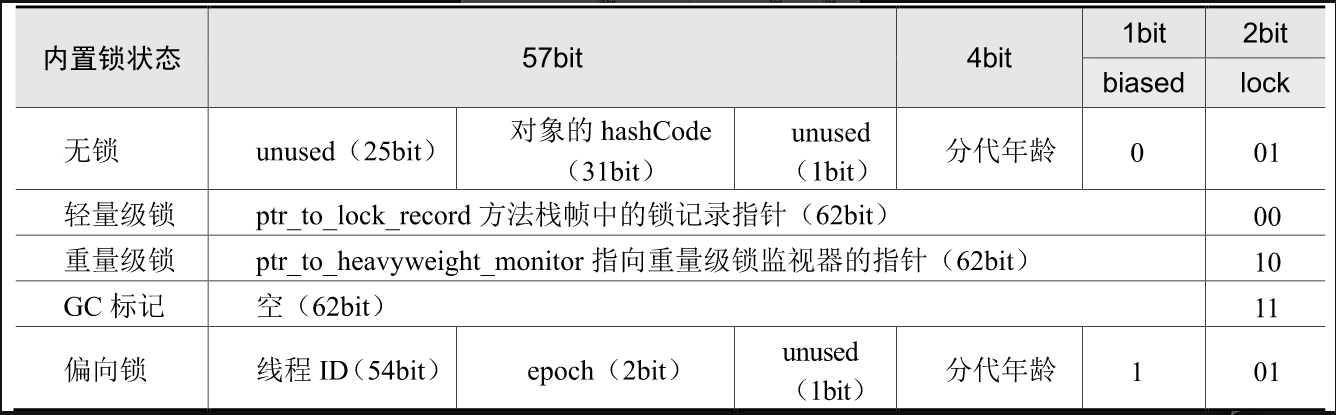 内置锁状态 57bit 4bit 1bit 2bit
biased lock
无锁 unused（25bit） 对象的 hashCode（31bit） unused（1bit） 分代年龄 0 01
轻量级锁 ptr_to_lock_record 方法栈帧中的锁记录指针（62bit） 00
重量级锁 ptr_to_heavyweight_monitor 指向重量级锁监视器的指针（62bit） 10
GC 标记 空（62bit） 11
偏向锁 线程 ID（54bit） epoch（2bit） unused（1bit） 分代年龄 1 01